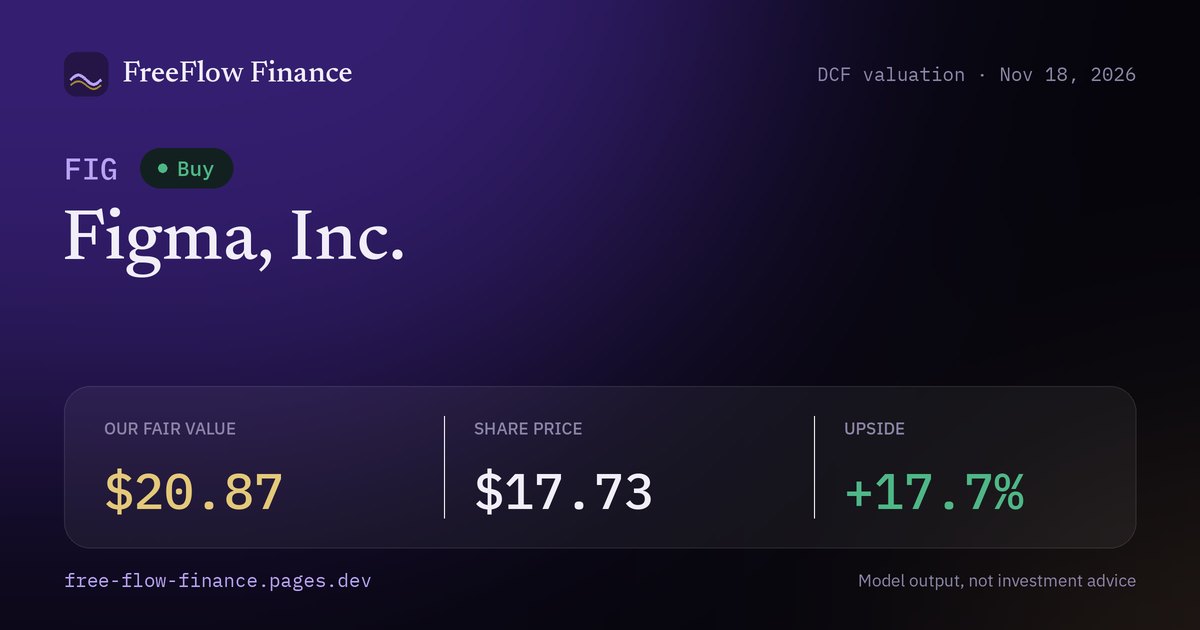 FreeFlow Finance
DCF valuation · Nov 18, 2026
FIG
Buy
Figma, Inc.
OUR FAIR VALUE
$20.87
SHARE PRICE
$17.73
UPSIDE
+17.7%
free-flow-finance.pages.dev
Model output, not investment advice